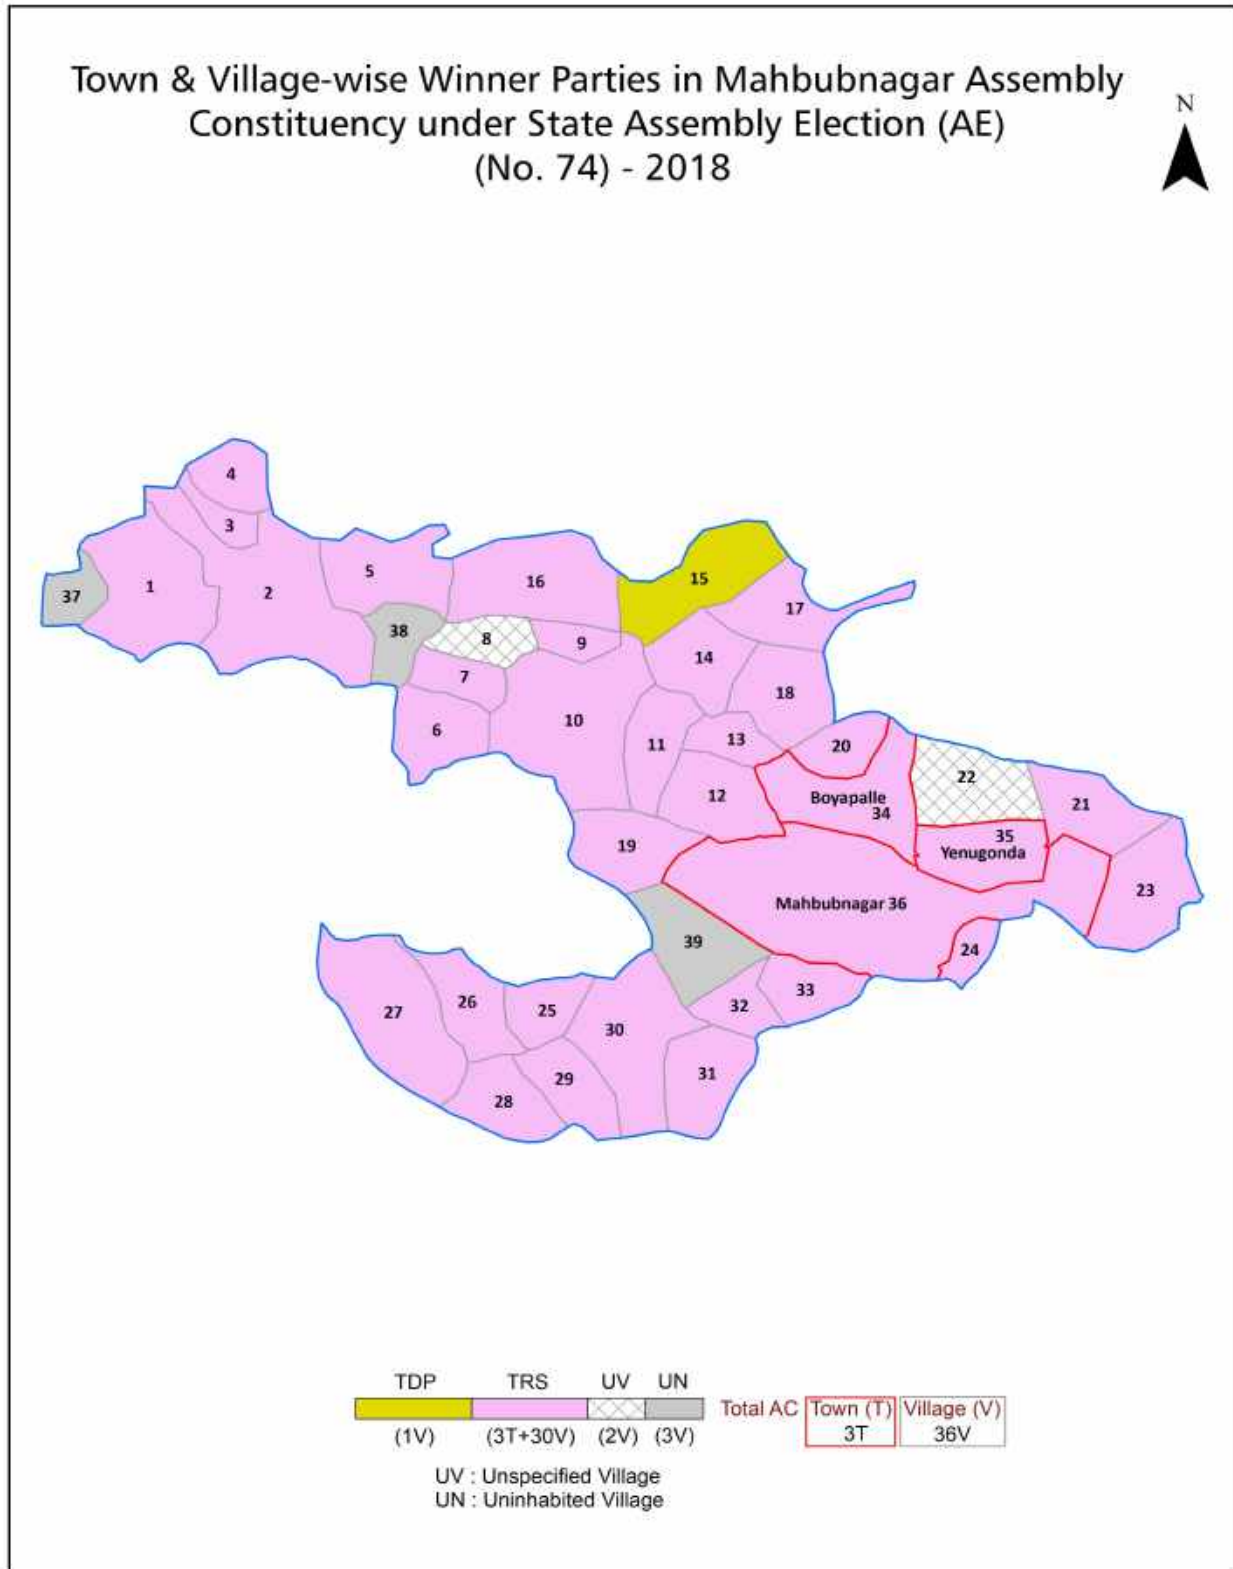 Town & Village-wise Winner Parties in Mahbubnagar Assembly
Constituency under State Assembly Election (AE)
(No. 74) - 2018
N
4
3
37
1
2
5
16
15
17
38
8
9
14
7
18
6
10
11
13
20
22
12
Boyapalle
34
21
35
Yenugonda
19
23
Mahbubnagar 36
39
24
33
27
26
25
32
30
31
29
28
TDP TRS UV UN
Total AC Town (T) Village (V)
3T 36V
(1V) (3T+30V) (2V) (3V)
UV : Unspecified Village
UN : Uninhabited Village